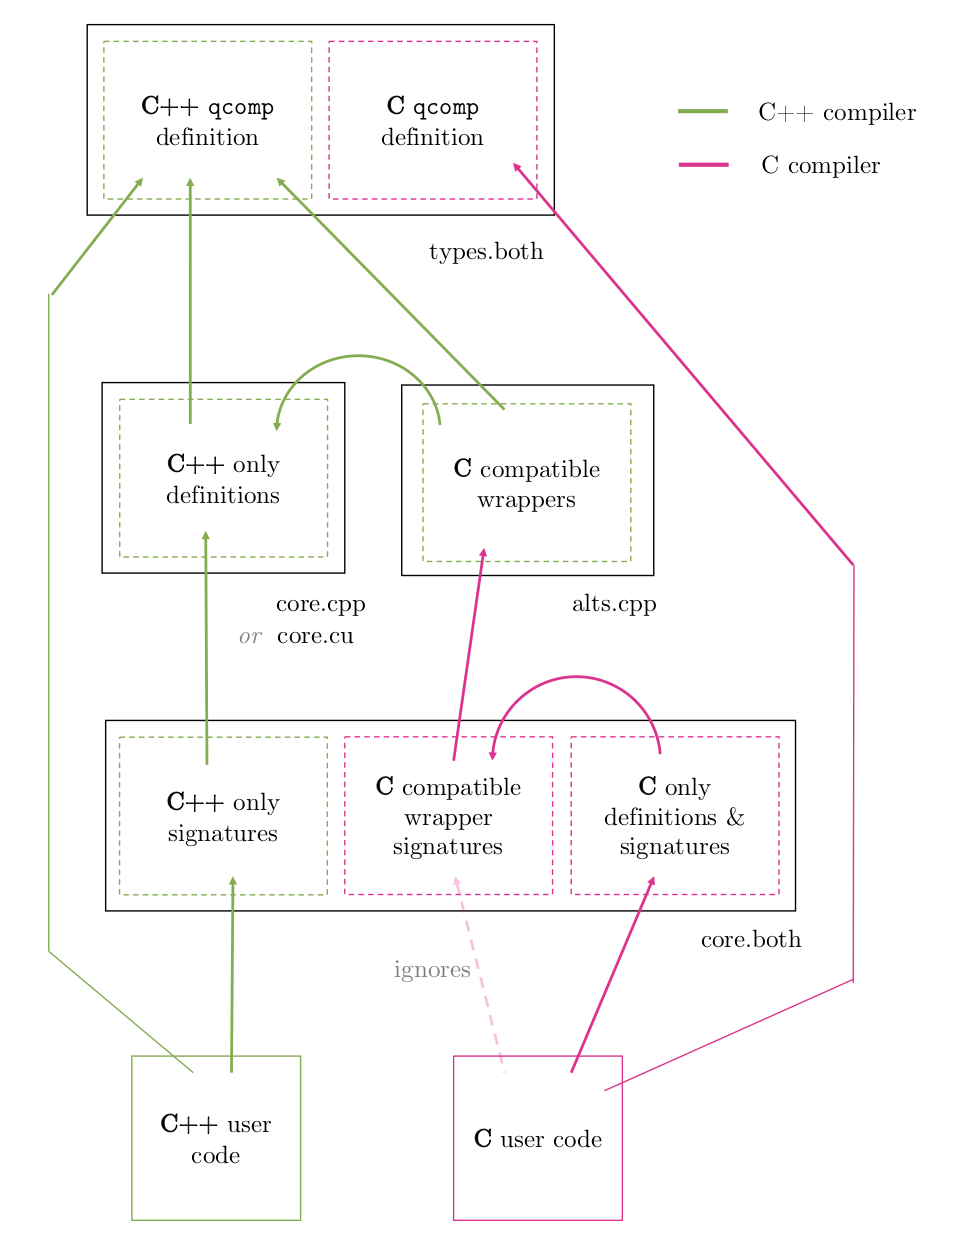 C++ qcomp
definition
C qcomp
definition
C++ compiler
C compiler
types.both
C++ only
definitions
C compatible
wrappers
core.cpp
or core.cu
alts.cpp
C++ only
signatures
C compatible
wrapper
signatures
C only
definitions &
signatures
core.both
ignores
C++ user
code
C user code